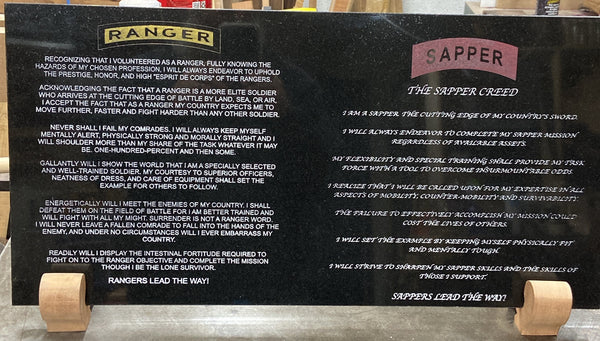 RANGER
RECOGNIZING THAT I VOLUNTEERED AS A RANGER, FULLY KNOWING THE
HAZARDS OF MY CHOSEN PROFESSION, I WILL ALWAYS ENDEAVOR TO UPHOLD
THE PRESTIGE, HONOR, AND HIGH "ESPRIT DE CORPS" OF THE RANGERS.
ACKNOWLEDGING THE FACT THAT A RANGER IS A MORE ELITE SOLDIER
WHO ARRIVES AT THE CUTTING EDGE OF BATTLE BY LAND, SEA, OR AIR,
I ACCEPT THE FACT THAT AS A RANGER MY COUNTRY EXPECTS ME TO
MOVE FURTHER, FASTER AND FIGHT HARDER THAN ANY OTHER SOLDIER.
NEVER SHALL I FAIL MY COMRADES. I WILL ALWAYS KEEP MYSELF
MENTALLY ALERT, PHYSICALLY STRONG AND MORALLY STRAIGHT AND I
WILL SHOULDER MORE THAN MY SHARE OF THE TASK WHATEVER IT MAY
BE. ONE-HUNDRED-PERCENT AND THEN SOME.
GALLANTLY WILL I SHOW THE WORLD THAT I AM A SPECIALLY SELECTED
AND WELL-TRAINED SOLDIER. MY COURTESY TO SUPERIOR OFFICERS,
NEATNESS OF DRESS, AND CARE OF EQUIPMENT SHALL SET THE
EXAMPLE FOR OTHERS TO FOLLOW.
ENERGETICALLY WILL I MEET THE ENEMIES OF MY COUNTRY. I SHALL
DEFEAT THEM ON THE FIELD OF BATTLE FOR I AM BETTER TRAINED AND
WILL FIGHT WITH ALL MY MIGHT. SURRENDER IS NOT A RANGER WORD.
I WILL NEVER LEAVE A FALLEN COMRADE TO FALL INTO THE HANDS OF THE
ENEMY, AND UNDER NO CIRCUMSTANCES WILL I EVER EMBARRASS MY
COUNTRY.
READILY WILL I DISPLAY THE INTESTINAL FORTITUDE REQUIRED TO
FIGHT ON TO THE RANGER OBJECTIVE AND COMPLETE THE MISSION
THOUGH I BE THE LONE SURVIVOR.
RANGERS LEAD THE WAY!
SAPPER
THE SAPPER CREED
I AM A SAPPER. THE CUTTING EDGE OF MY COUNTRY'S SWORD.
I WILL ALWAYS ENDEAVOR TO COMPLETE MY SAPPER MISSION
REGARDLESS OF AVAILABLE ASSETS.
MY FLEXIBILITY AND SPECIAL TRAINING SHALL PROVIDE MY TASK
FORCE WITH A TOOL TO OVERCOME INSURMOUNTABLE ODDS.
I REALIZE THAT I WILL BE CALLED UPON FOR MY EXPERTISE IN ALL
ASPECTS OF MOBILITY, COUNTER-MOBILITY AND SURVIVABILITY.
THE FAILURE TO EFFECTIVELY ACCOMPLISH MY MISSION COULD
COST THE LIVES OF OTHERS.
I WILL SET THE EXAMPLE BY KEEPING MYSELF PHYSICALLY FIT
AND MENTALLY TOUGH.
I WILL STRIVE TO SHARPEN MY SAPPER SKILLS AND THE SKILLS OF
THOSE I SUPPORT.
SAPPERS LEAD THE WAY!